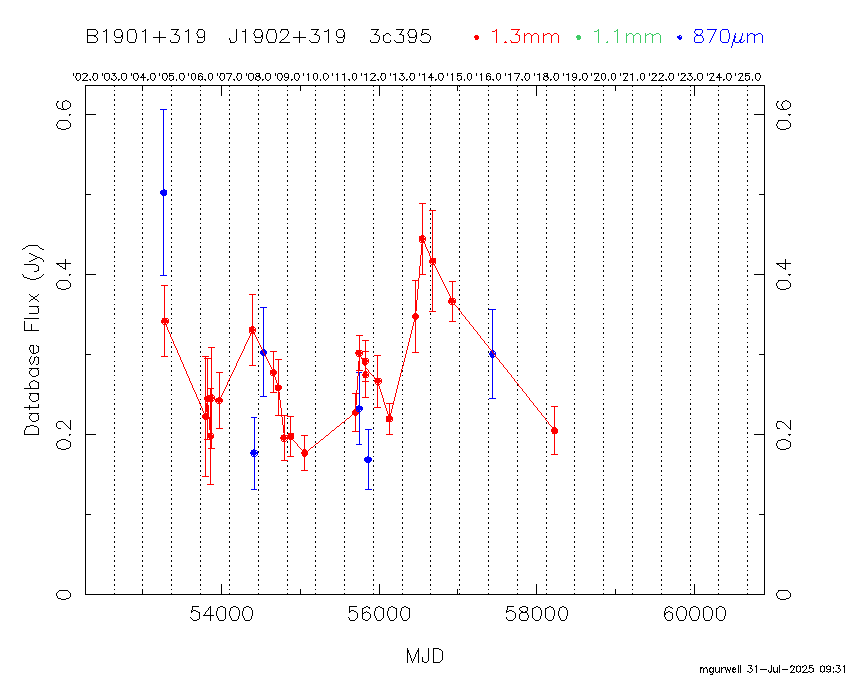 B1901+319 J1902+319 3c395 1.3mm 1.1mm 870μm
'02.0 '03.0 '04.0 '05.0 '06.0 '07.0 '08.0 '09.0 '10.0 '11.0 '12.0 '13.0 '14.0 '15.0 '16.0 '17.0 '18.0 '19.0 '20.0 '21.0 '22.0 '23.0 '24.0 '25.0
0.6 0.6
0.4 0.4
Database Flux (Jy)
0.2 0.2
0 0
54000 56000 58000 60000
MJD
mgurwell 31-Jul-2025 09:31